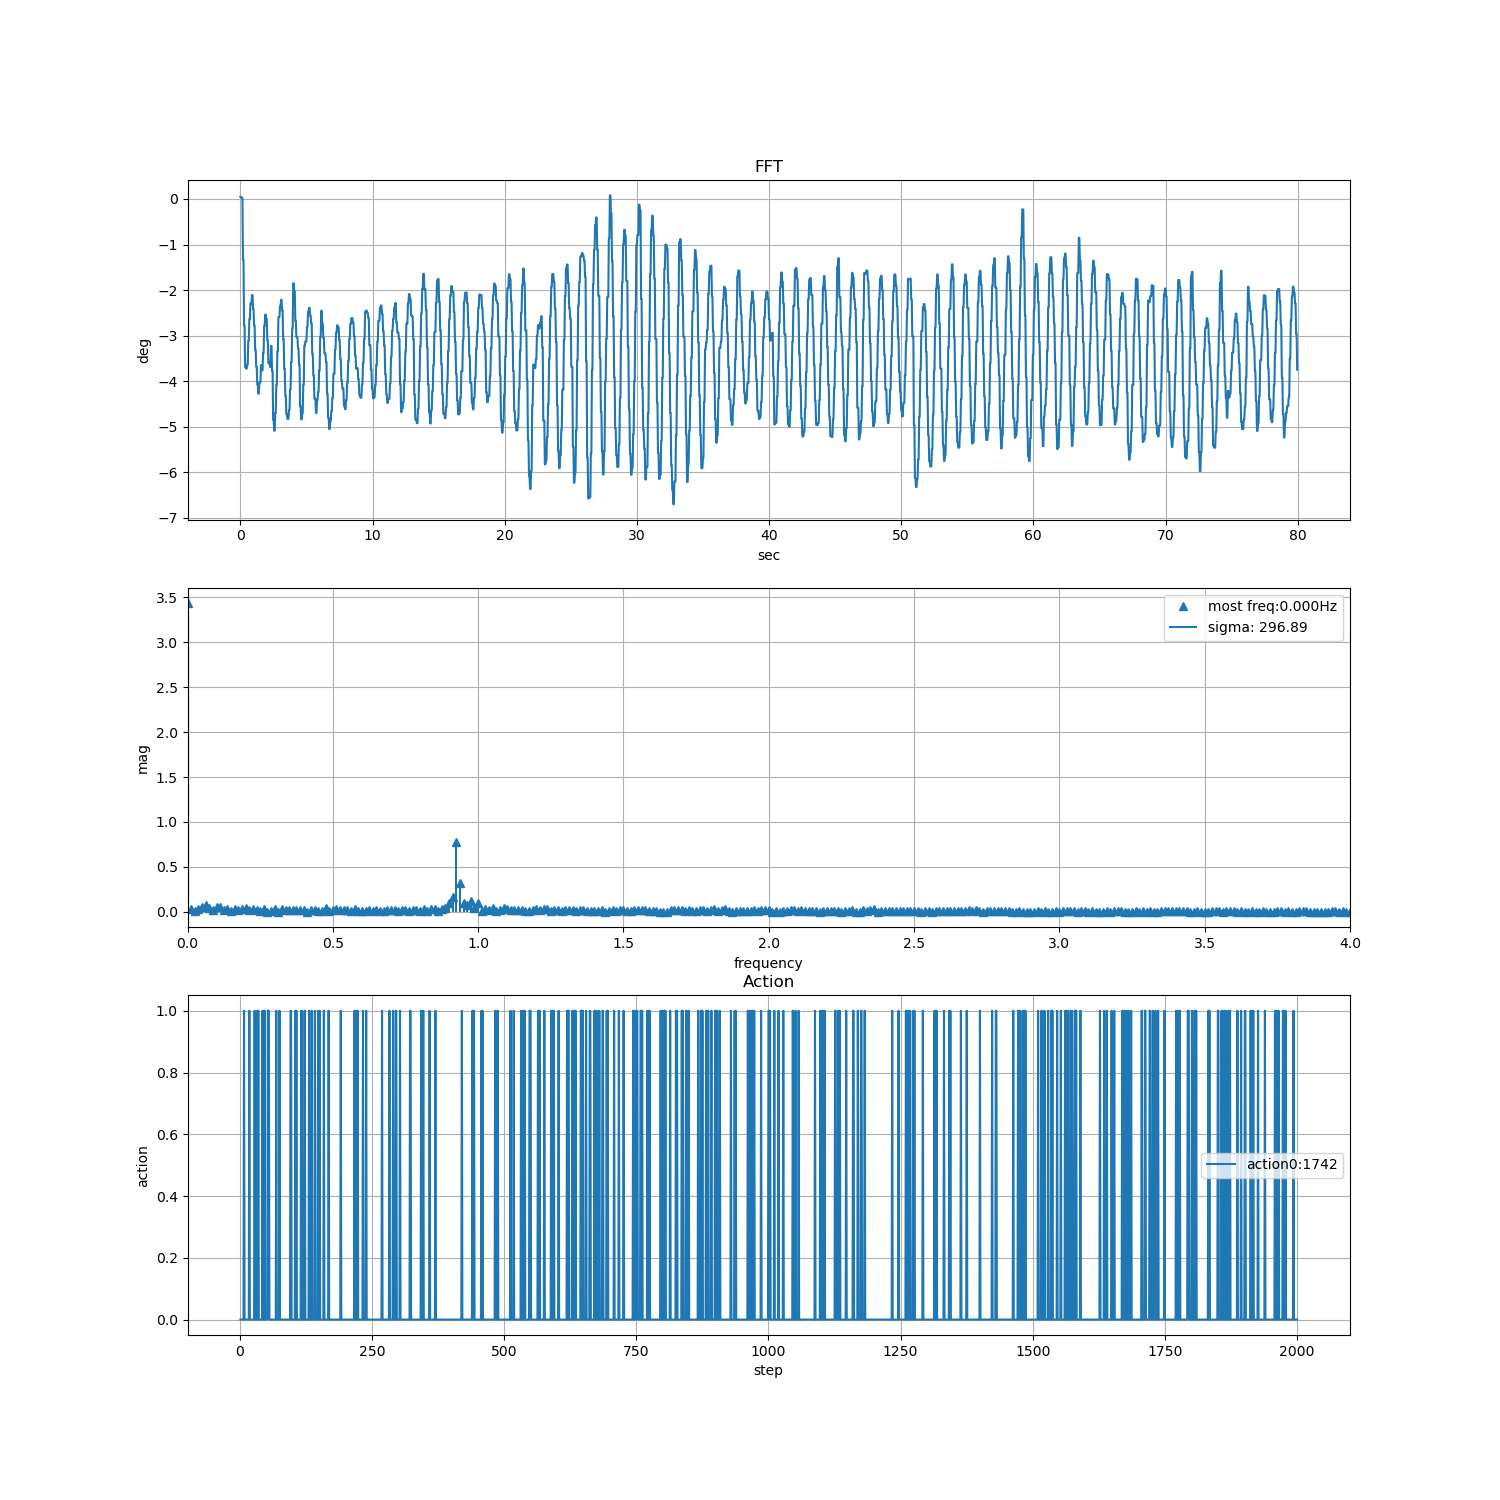 FFT
0
−1
−2
−3
−4
−5
−6
−7
deg
0 10 20 30 40 50 60 70 80
sec
3.5
3.0
2.5
2.0
1.5
1.0
0.5
0.0
mag
most freq:0.000Hz
sigma: 296.89
0.0 0.5 1.0 1.5 2.0 2.5 3.0 3.5 4.0
frequency
Action
1.0
0.8
0.6
0.4
0.2
0.0
action
action0:1742
0 250 500 750 1000 1250 1500 1750 2000
step